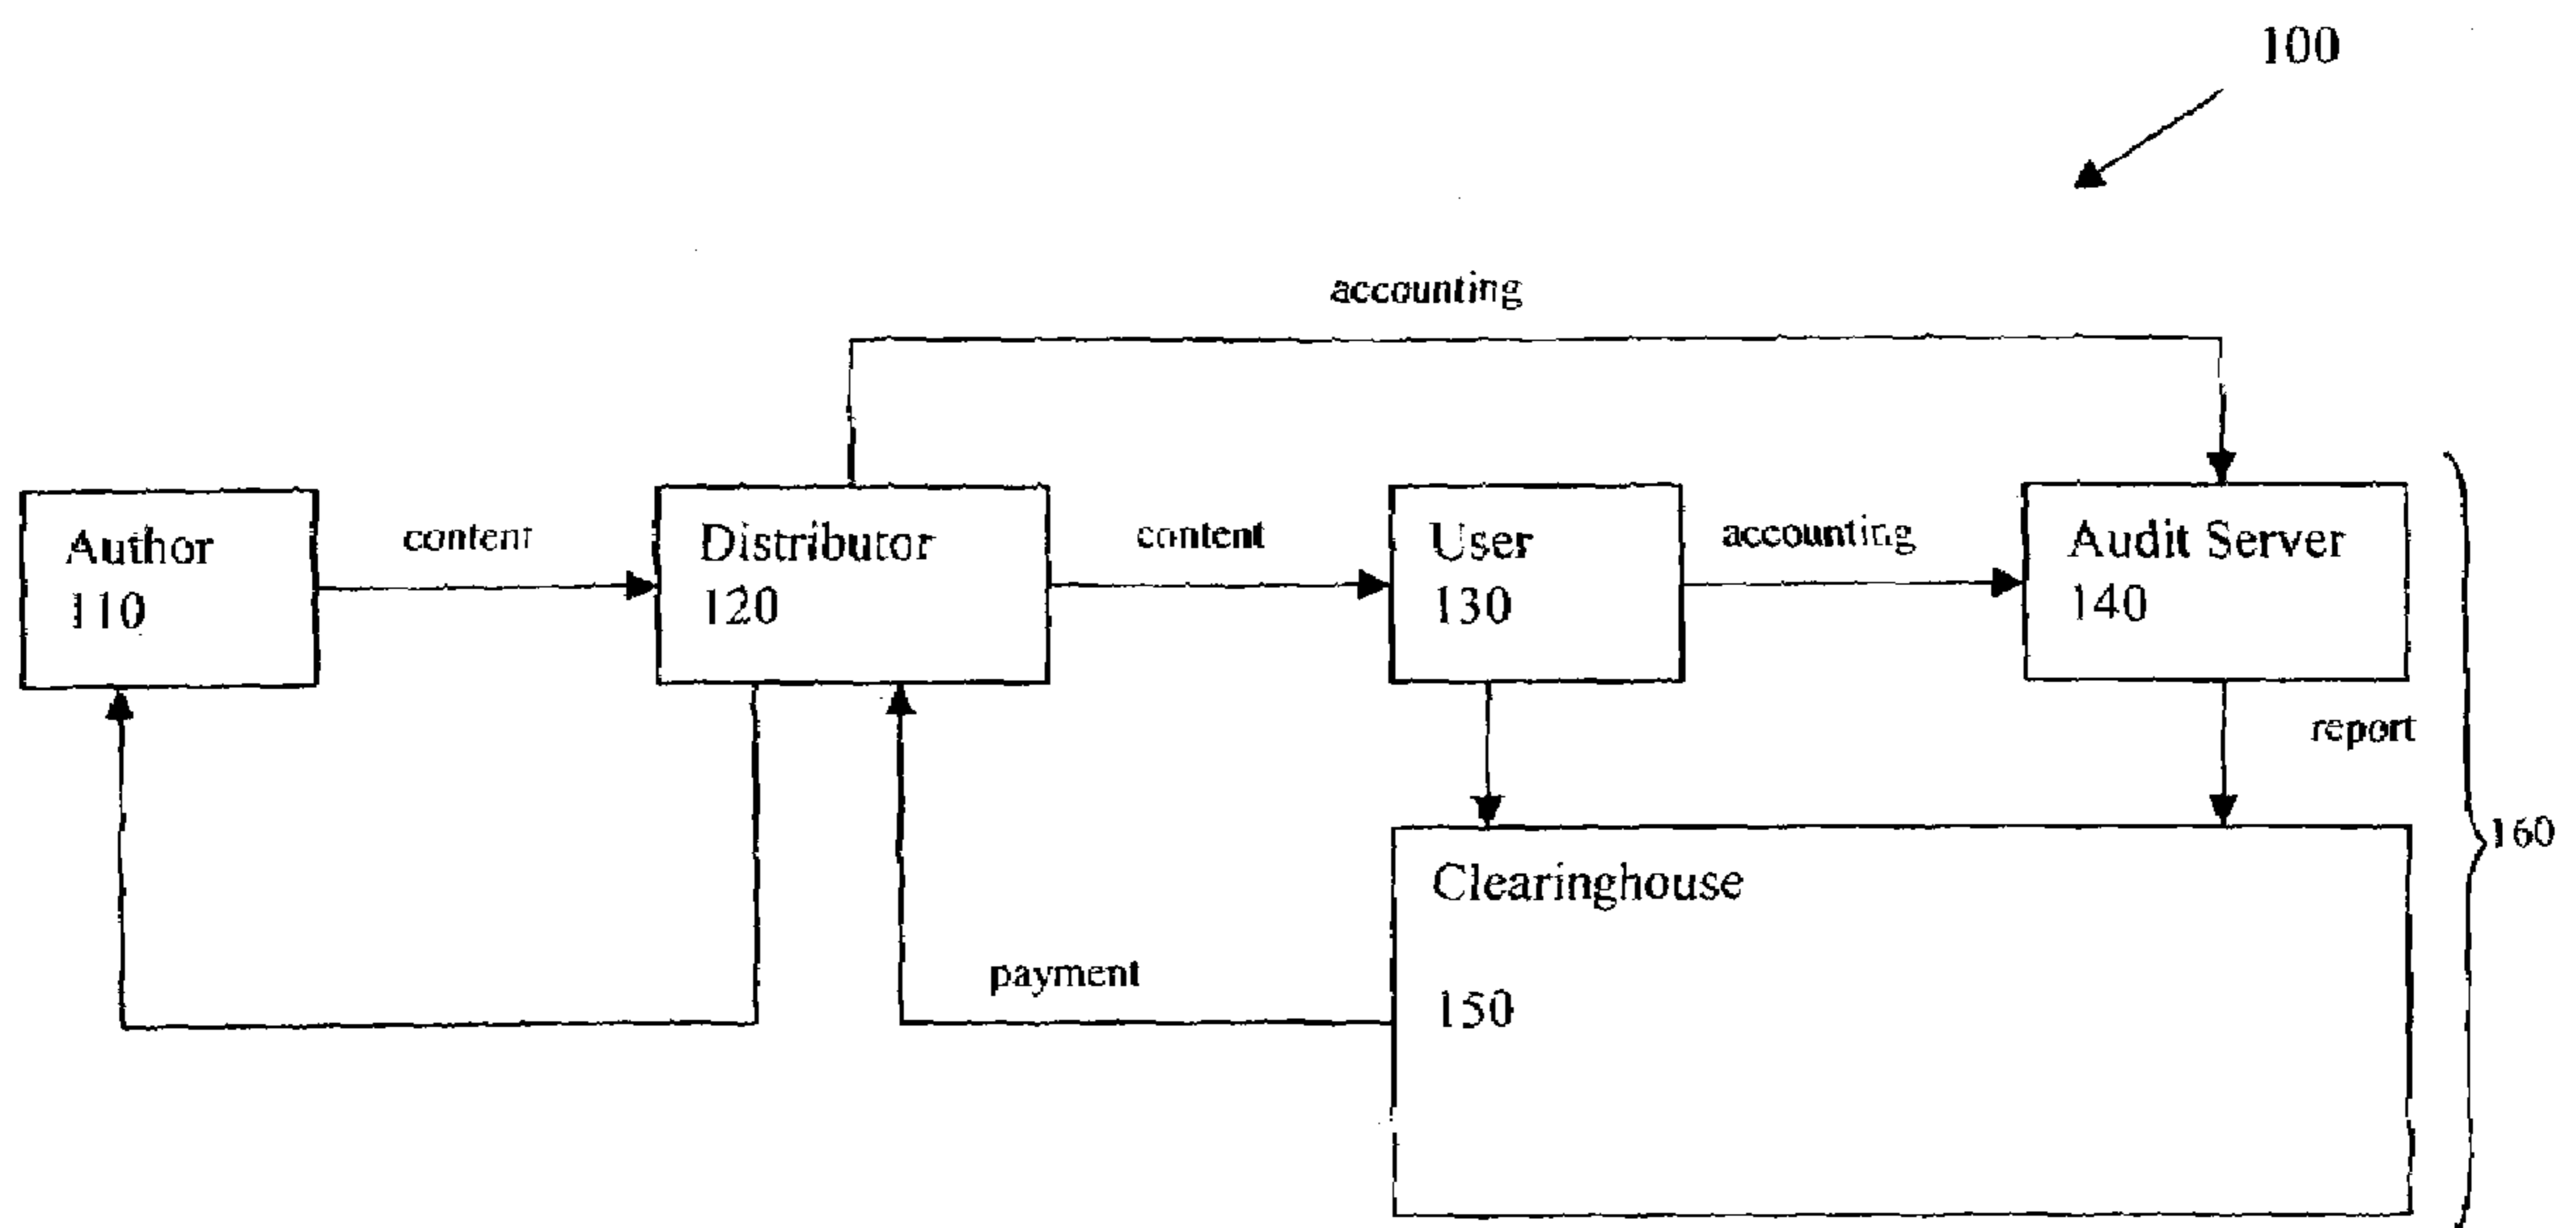 100
accounting
Author
110
content
Distributor
120
content
User
130
accounting
Audit Server
140
report
160
Clearinghouse
150
payment